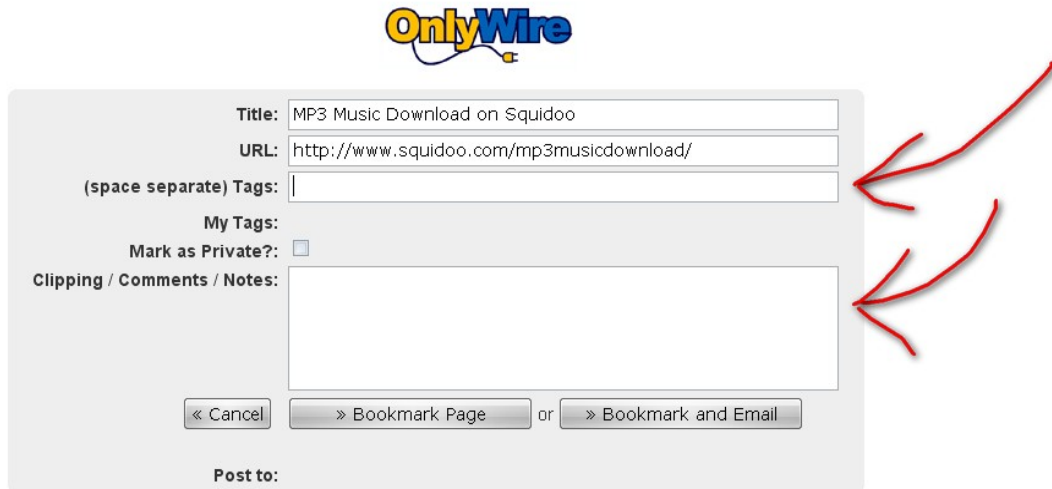 OnlyWire
Title: MP3 Music Download on Squidoo
URL: http://www.squidoo.com/mp3musicdownload/
(space separate) Tags:
My Tags:
Mark as Private?:
Clipping / Comments / Notes:
« Cancel » Bookmark Page or » Bookmark and Email
Post to: